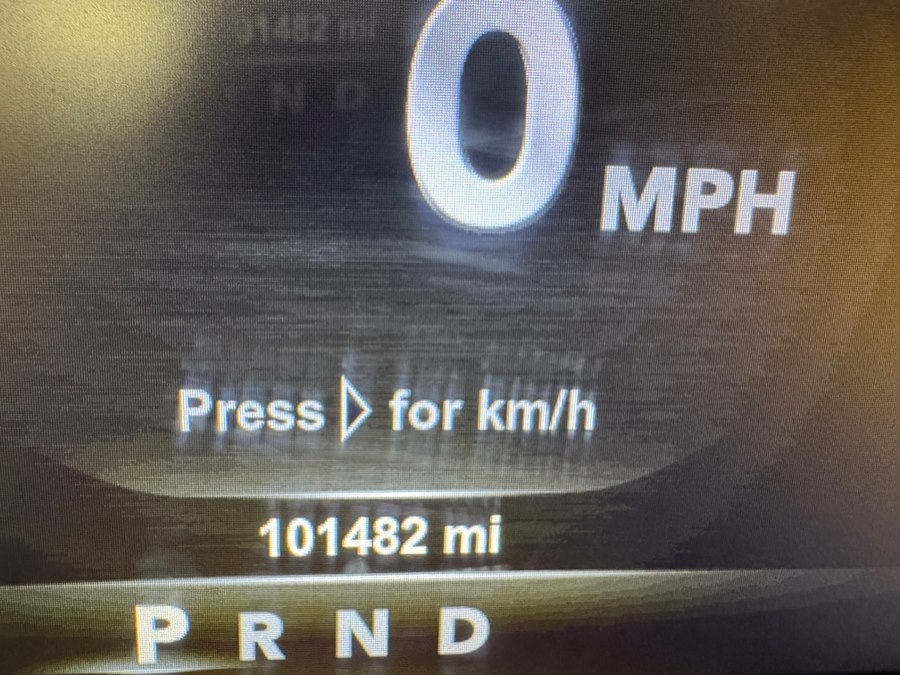 0 MPH
Press ▷ for km/h
101482 mi
P R N D